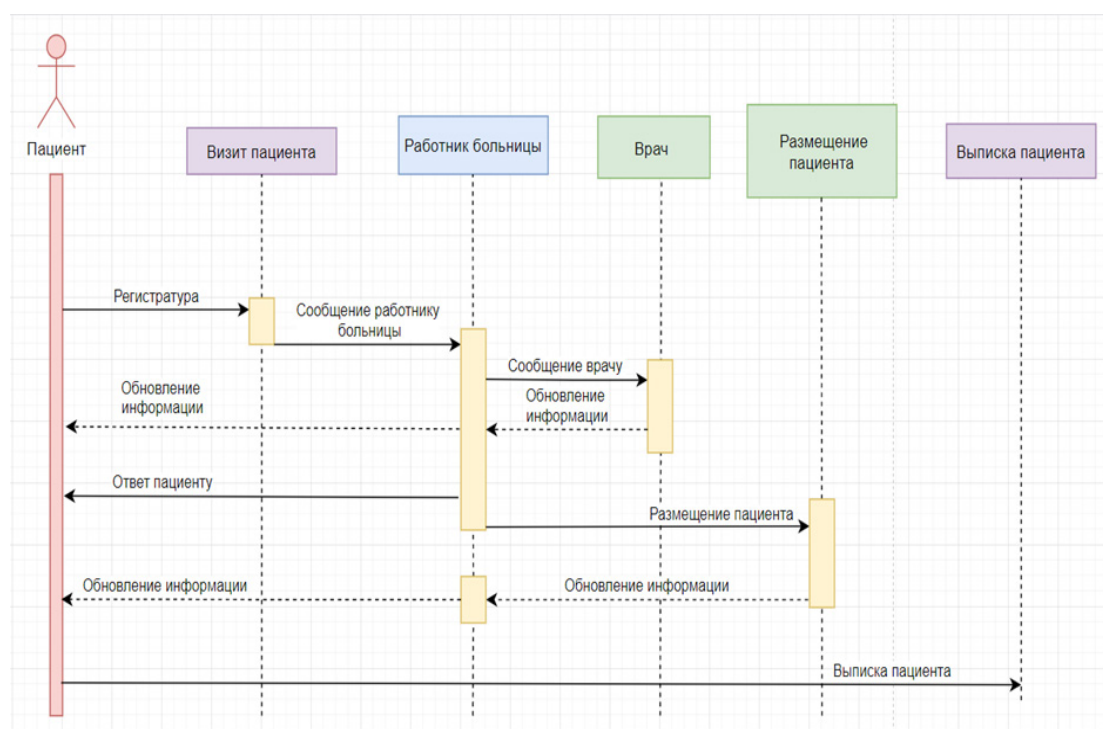 Пациент
Визит пациента
Работник больницы
Врач
Размещение
пациента
Выписка пациента
Регистратура
Сообщение работнику
больницы
Сообщение врачу
Обновление
информации
Обновление
информации
Ответ пациенту
Размещение пациента
Обновление информации
Обновление информации
Выписка пациента